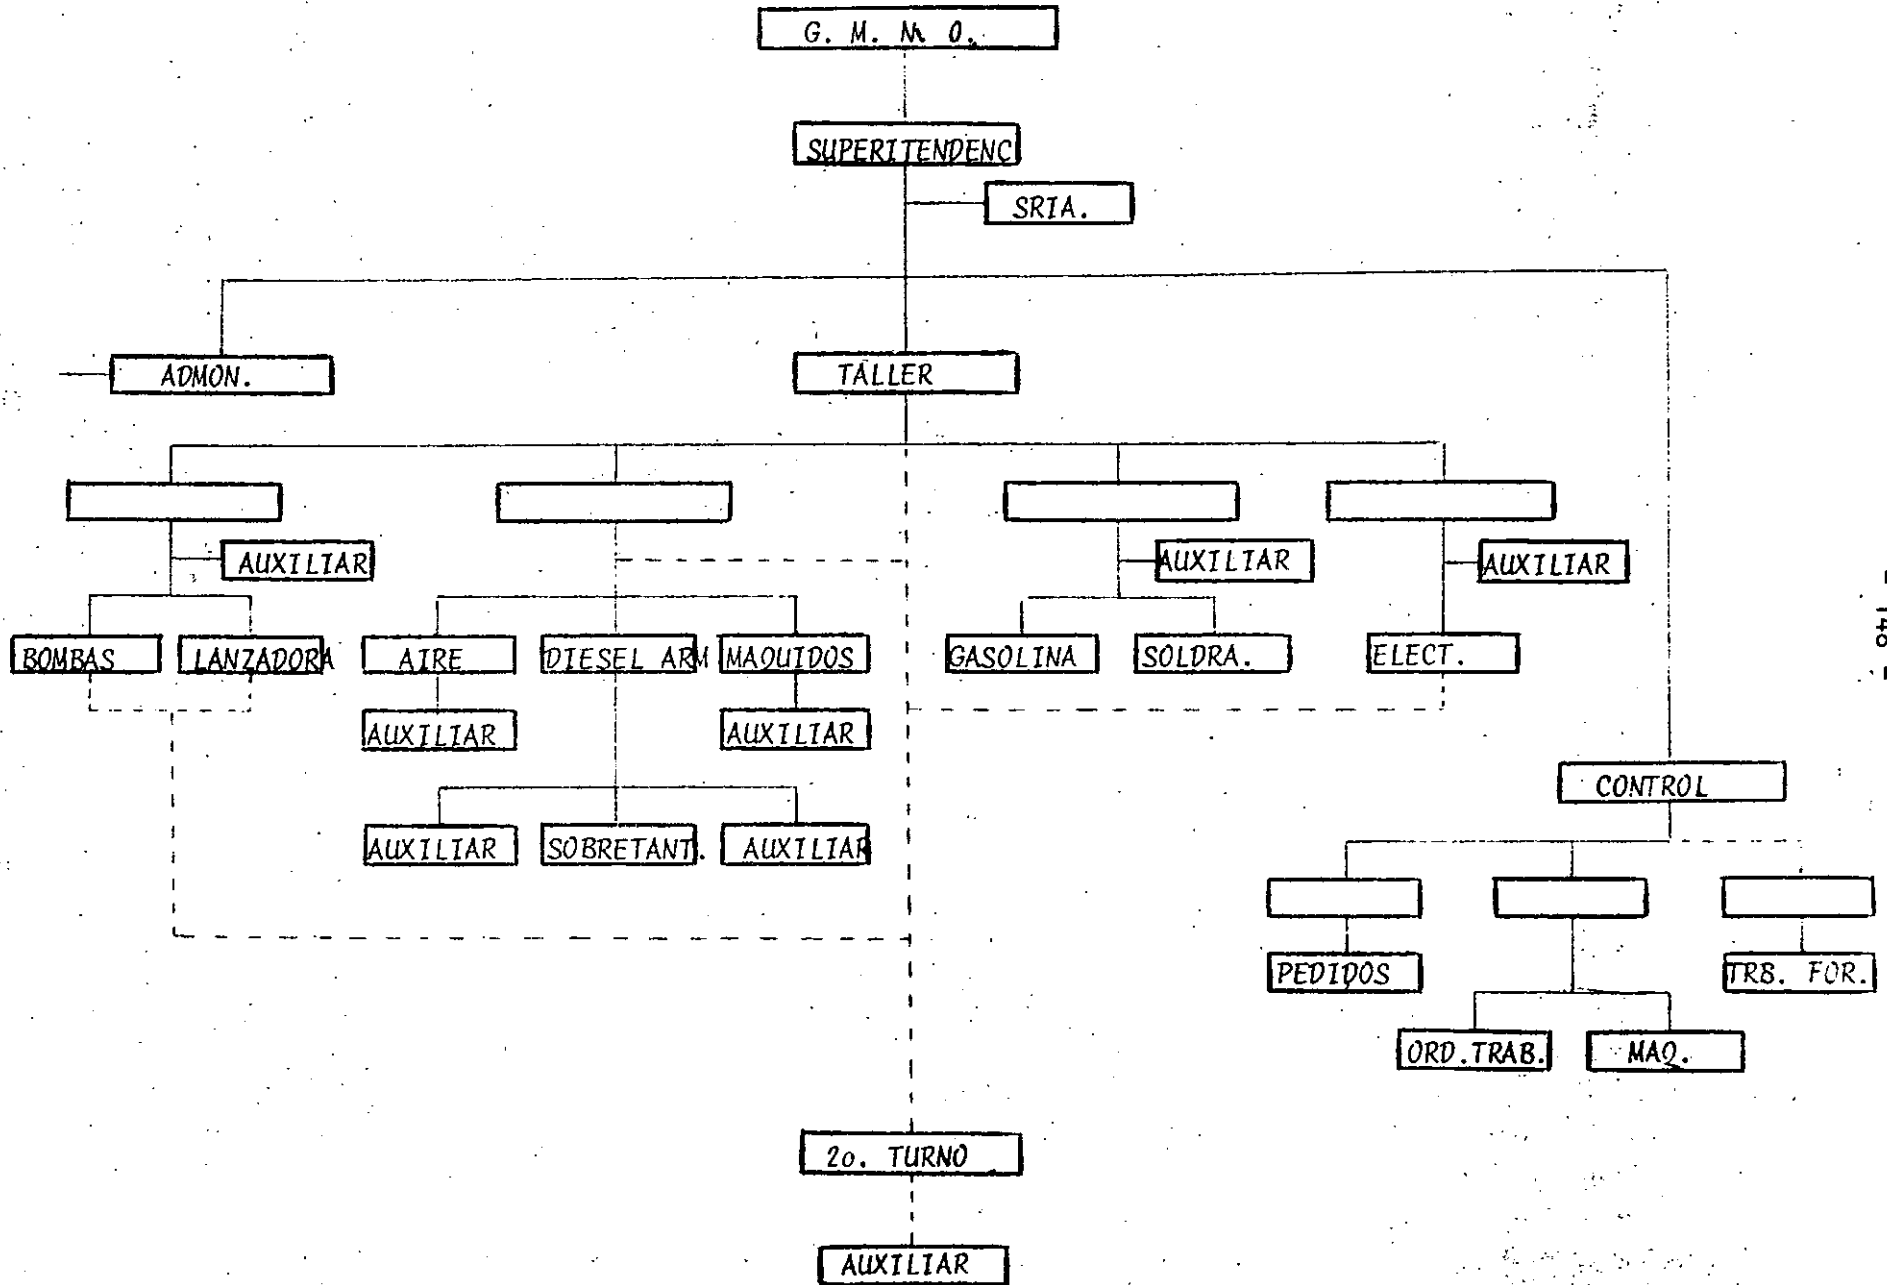 G. M. M. O.
SUPERITENDENC
SRIA.
ADMON.
TALLER
AUXILIAR
AUXILIAR
AUXILIAR
BOMBAS
LANZADORA
AIRE
DIESEL ARM
MAQUIDOS
GASOLINA
SOLDRA.
ELECT.
- 148 -
AUXILIAR
AUXILIAR
CONTROL
AUXILIAR
SOBRETANT.
AUXILIAR
PEDIDOS
TRB. FOR.
ORD.TRAB.
MAQ.
2o. TURNO
AUXILIAR